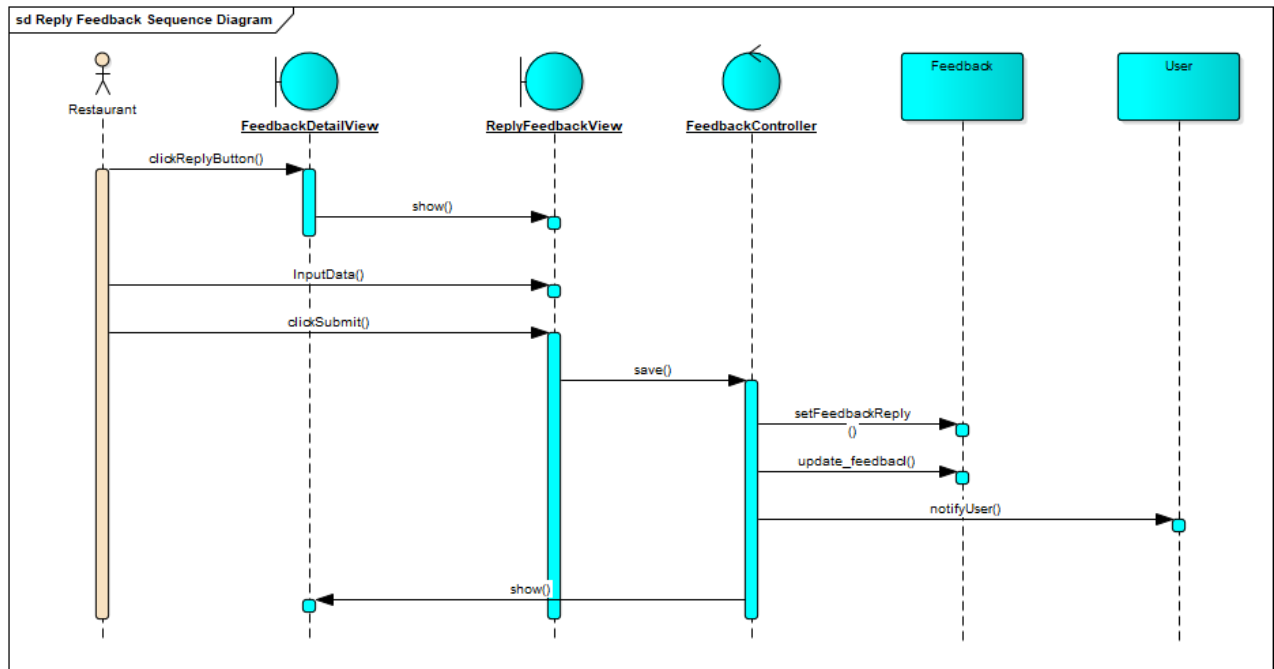 sd Reply Feedback Sequence Diagram
Restaurant
FeedbackDetailView
ReplyFeedbackView
FeedbackController
Feedback
User
clickReplyButton()
show()
InputData()
clickSubmit()
save()
setFeedbackReply
()
update_feedbacl()
notifyUser()
show()